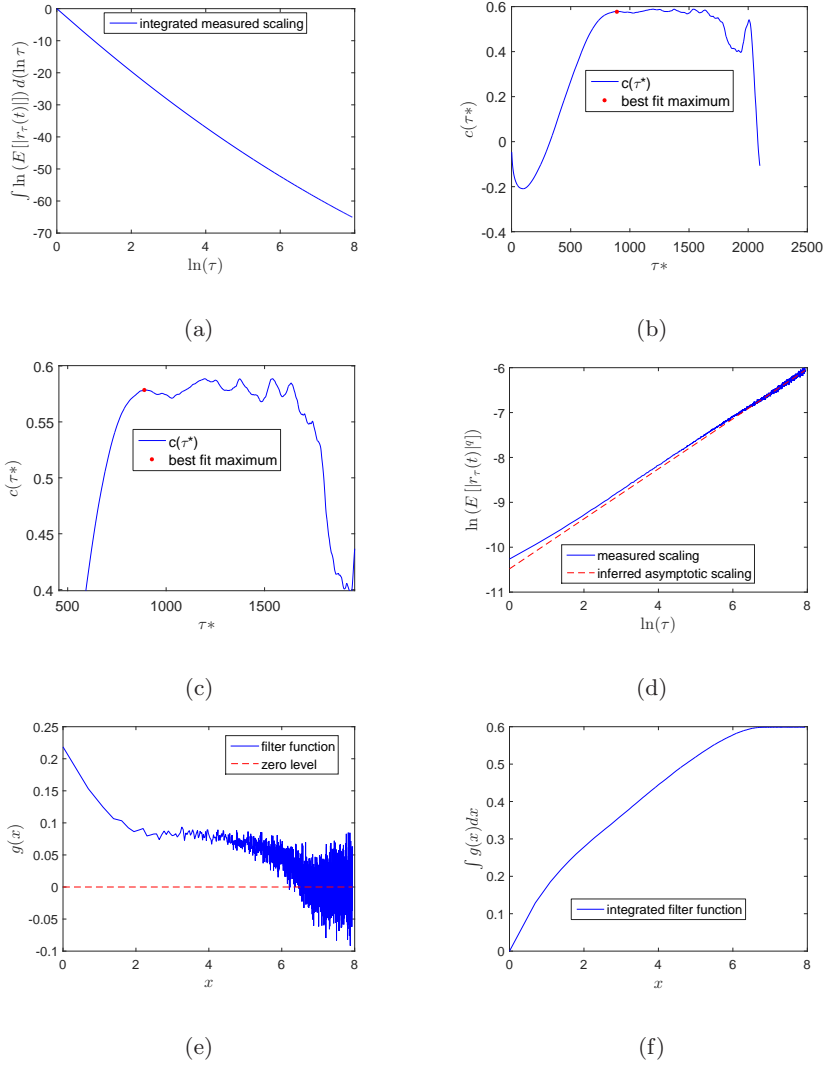 0
-10
-20
-30
-40
-50
-60
-70
0 2 4 6 8
ln(τ)
∫ ln (E [|r_τ(t)|]) d(ln τ)
integrated measured scaling
(a)
0.6
0.4
0.2
0
-0.2
-0.4
0 500 1000 1500 2000 2500
τ*
c(τ*)
c(τ*)
best fit maximum
(b)
0.6
0.55
0.5
0.45
0.4
500 1000 1500
τ*
c(τ*)
c(τ*)
best fit maximum
(c)
-6
-7
-8
-9
-10
-11
0 2 4 6 8
ln(τ)
ln (E [|r_τ(t)|^q])
measured scaling
inferred asymptotic scaling
(d)
0.25
0.2
0.15
0.1
0.05
0
-0.05
-0.1
0 2 4 6 8
x
g(x)
filter function
zero level
(e)
0.6
0.5
0.4
0.3
0.2
0.1
0
0 2 4 6 8
x
∫ g(x)dx
integrated filter function
(f)